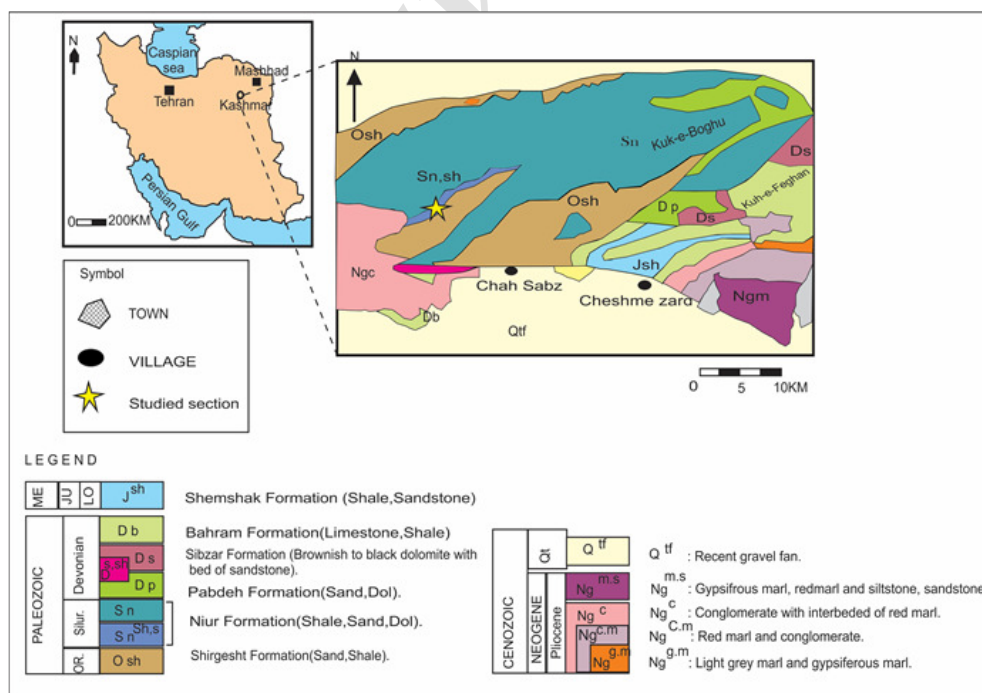 N
Caspian
sea
Mashhad
Tehran
Kashmar
Persian Gulf
0 200KM
N
Osh
Sn
Kuk-e-Boghu
Ds
Sn,sh
Kuh-e-Feghan
D p
Ds
Osh
Jsh
Ngc
Ngm
Chah Sabz
Cheshme zard
Db
Qtf
0 5 10KM
Symbol
TOWN
VILLAGE
Studied section
LEGEND
ME JU LO J sh Shemshak Formation (Shale,Sandstone)
PALEOZOIC
Devonian
D b Bahram Formation(Limestone,Shale)
D s Sibzar Formation (Brownish to black dolomite with
bed of sandstone).
s,sh
D
D p Pabdeh Formation(Sand,Dol).
Silur.
S n
Niur Formation(Shale,Sand,Dol).
S n Sh,s
OR. O sh Shirgesht Formation(Sand,Shale).
CENOZOIC
Qt Q tf : Recent gravel fan.
NEOGENE
Pliocene
Ng m.s Ng m.s : Gypsifrous marl, redmarl and siltstone, sandstone
Ng c Ng c : Conglomerate with interbeded of red marl.
Ng c.m Ng C.m : Red marl and conglomerate.
Ng g.m Ng g.m : Light grey marl and gypsiferous marl.